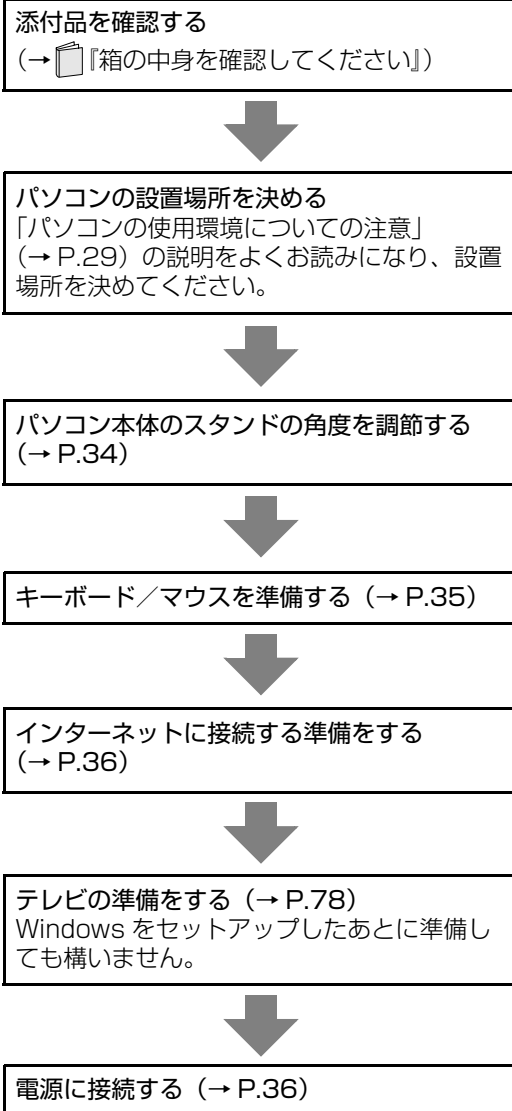 添付品を確認する
（→『箱の中身を確認してください』）
パソコンの設置場所を決める
「パソコンの使用環境についての注意」
（→ P.29）の説明をよくお読みになり、設置
場所を決めてください。
パソコン本体のスタンドの角度を調節する
（→ P.34）
キーボード／マウスを準備する（→ P.35）
インターネットに接続する準備をする
（→ P.36）
テレビの準備をする（→ P.78）
Windows をセットアップしたあとに準備し
ても構いません。
電源に接続する（→ P.36）